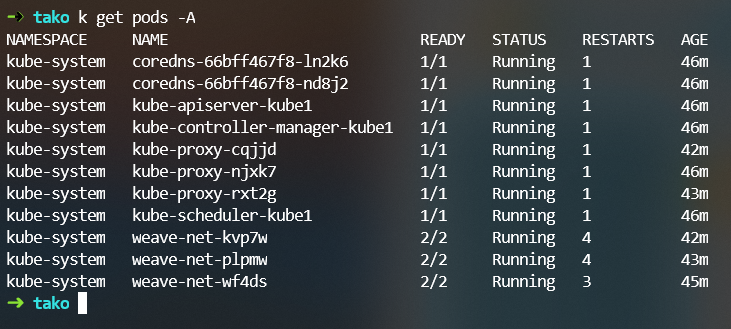 ➜ tako k get pods -A
NAMESPACE NAME READY STATUS RESTARTS AGE
kube-system coredns-66bff467f8-ln2k6 1/1 Running 1 46m
kube-system coredns-66bff467f8-nd8j2 1/1 Running 1 46m
kube-system kube-apiserver-kube1 1/1 Running 1 46m
kube-system kube-controller-manager-kube1 1/1 Running 1 46m
kube-system kube-proxy-cqjjd 1/1 Running 1 42m
kube-system kube-proxy-njxk7 1/1 Running 1 46m
kube-system kube-proxy-rxt2g 1/1 Running 1 43m
kube-system kube-scheduler-kube1 1/1 Running 1 46m
kube-system weave-net-kvp7w 2/2 Running 4 42m
kube-system weave-net-plpmw 2/2 Running 4 43m
kube-system weave-net-wf4ds 2/2 Running 3 45m
➜ tako